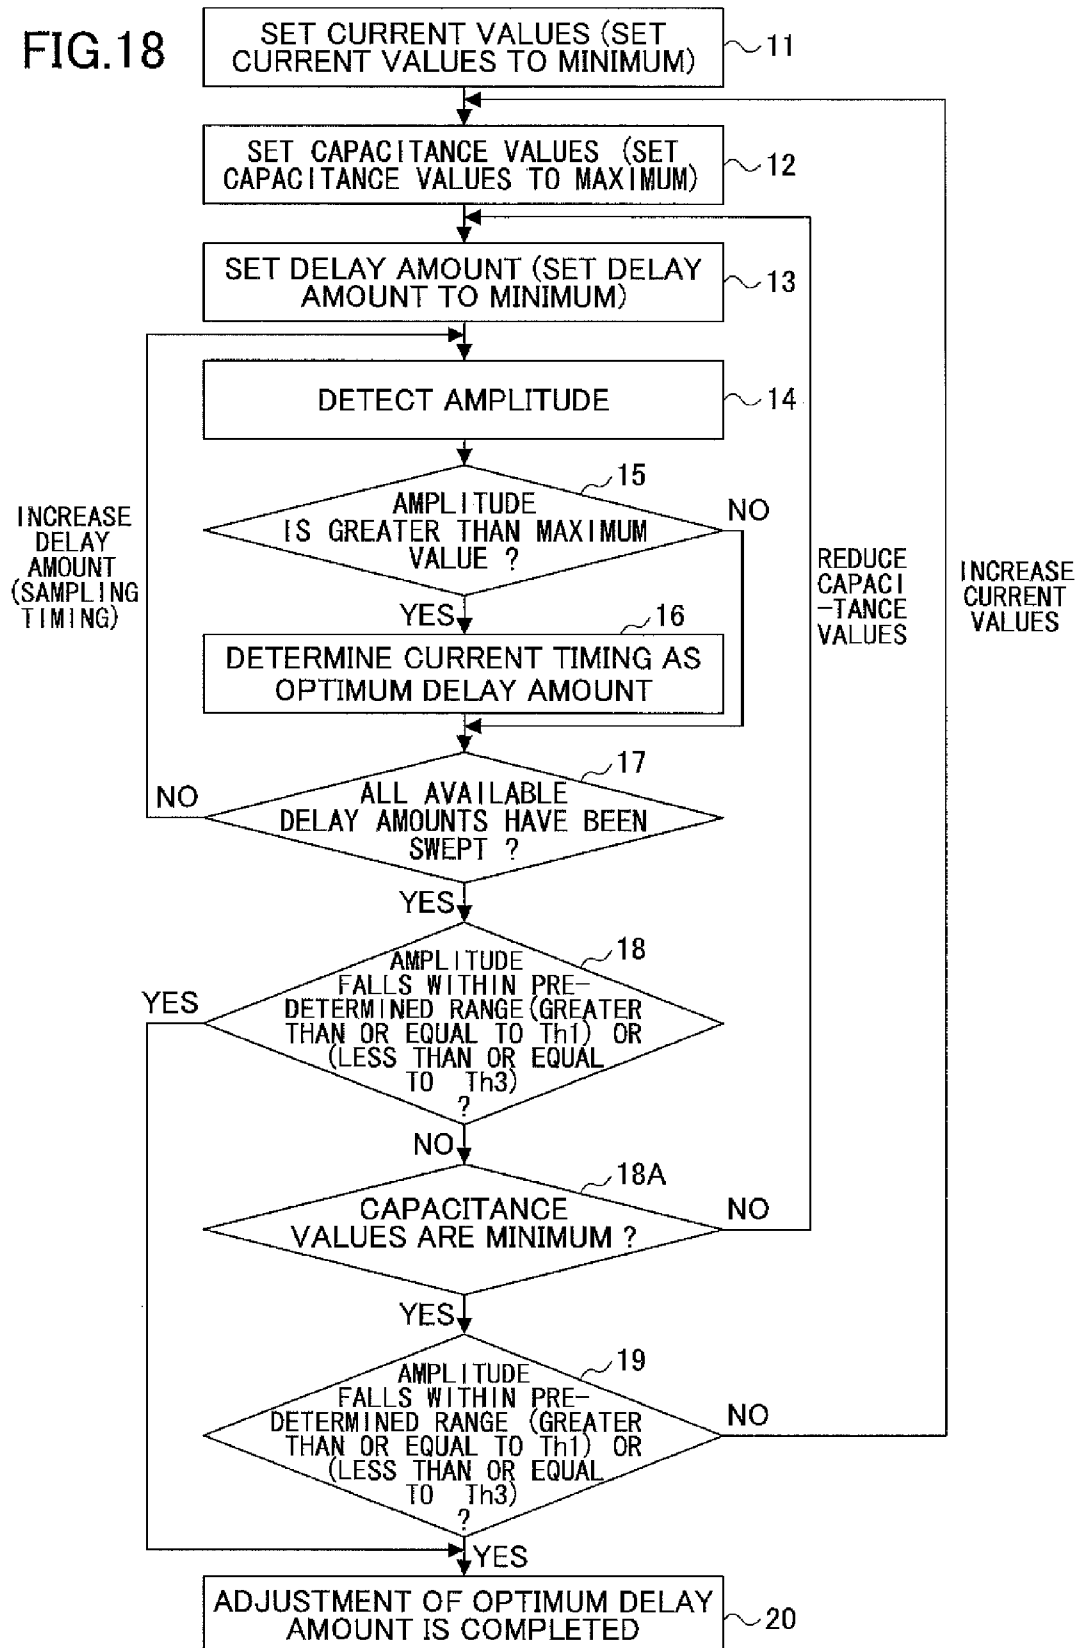 FIG.18
SET CURRENT VALUES (SET
CURRENT VALUES TO MINIMUM)
11
SET CAPACITANCE VALUES (SET
CAPACITANCE VALUES TO MAXIMUM)
12
SET DELAY AMOUNT (SET DELAY
AMOUNT TO MINIMUM)
13
DETECT AMPLITUDE
14
15
AMPLITUDE
IS GREATER THAN MAXIMUM
VALUE ?
NO
YES
INCREASE
DELAY
AMOUNT
(SAMPLING
TIMING)
REDUCE
CAPACI
-TANCE
VALUES
INCREASE
CURRENT
VALUES
16
DETERMINE CURRENT TIMING AS
OPTIMUM DELAY AMOUNT
17
NO
ALL AVAILABLE
DELAY AMOUNTS HAVE BEEN
SWEPT ?
YES
18
YES
AMPLITUDE
FALLS WITHIN PRE-
DETERMINED RANGE (GREATER
THAN OR EQUAL TO Th1) OR
(LESS THAN OR EQUAL
TO Th3)
?
NO
18A
CAPACITANCE
VALUES ARE MINIMUM ?
NO
YES
19
AMPLITUDE
FALLS WITHIN PRE-
DETERMINED RANGE (GREATER
THAN OR EQUAL TO Th1) OR
(LESS THAN OR EQUAL
TO Th3)
?
NO
YES
ADJUSTMENT OF OPTIMUM DELAY
AMOUNT IS COMPLETED
20